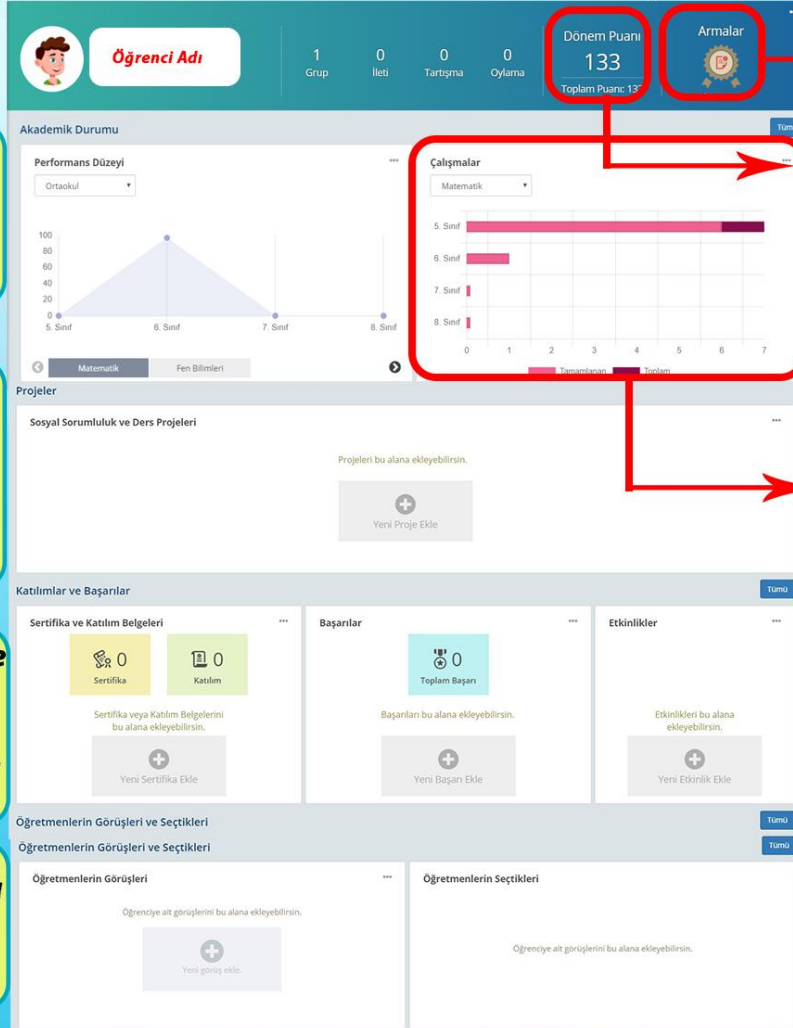 Öğrenci Adı
1
Grup
0
İleti
0
Tartışma
0
Oylama
Dönem Puanı
133
Armalar
Akademik Durumu
Performans Düzeyi
...
Ortaokul
100
80
60
40
20
0
5. Sınıf
6. Sınıf
7. Sınıf
8. Sınıf
Matematik
Fen Bilimleri
Çalışmalar
...
Matematik
5. Sınıf
6. Sınıf
7. Sınıf
8. Sınıf
0 1 2 3 4 5 6 7
Tamamlanan
Toplam
Projeler
Sosyal Sorumluluk ve Ders Projeleri
...
Projeleri bu alana ekleyebilirsin.
Yeni Proje Ekle
Katılımlar ve Başarılar
Tümü
Sertifika ve Katılım Belgeleri
...
0
Sertifika
0
Katılım
Sertifika veya Katılım Belgelerini
bu alana ekleyebilirsin.
Yeni Sertifika Ekle
Başarılar
...
0
Toplam Başarı
Başarıları bu alana ekleyebilirsin.
Yeni Başarı Ekle
Etkinlikler
...
Etkinlikleri bu alana
ekleyebilirsin.
Yeni Etkinlik Ekle
Öğretmenlerin Görüşleri ve Seçtikleri
Tümü
Öğretmenlerin Görüşleri ve Seçtikleri
Tümü
Öğretmenlerin Görüşleri
...
Öğrenciye ait görüşlerini bu alana ekleyebilirsin.
Yeni görüş ekle.
Öğretmenlerin Seçtikleri
Öğrenciye ait görüşlerini bu alana ekleyebilirsin.